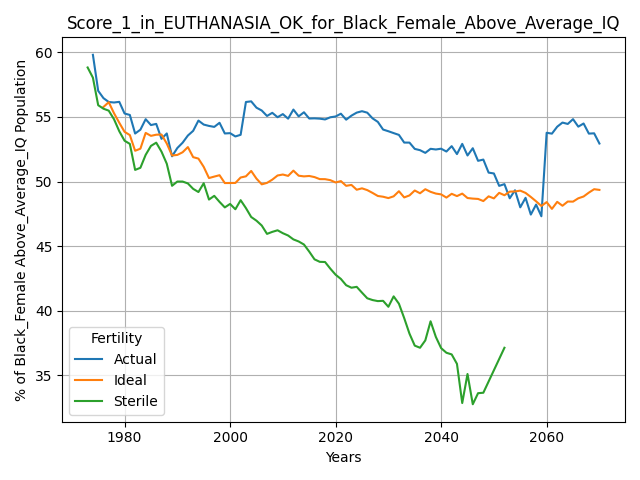 Score_1_in_EUTHANASIA_OK_for_Black_Female_Above_Average_IQ
% of Black_Female Above_Average_IQ Population
60
55
50
45
40
35
Fertility
Actual
Ideal
Sterile
1980 2000 2020 2040 2060
Years